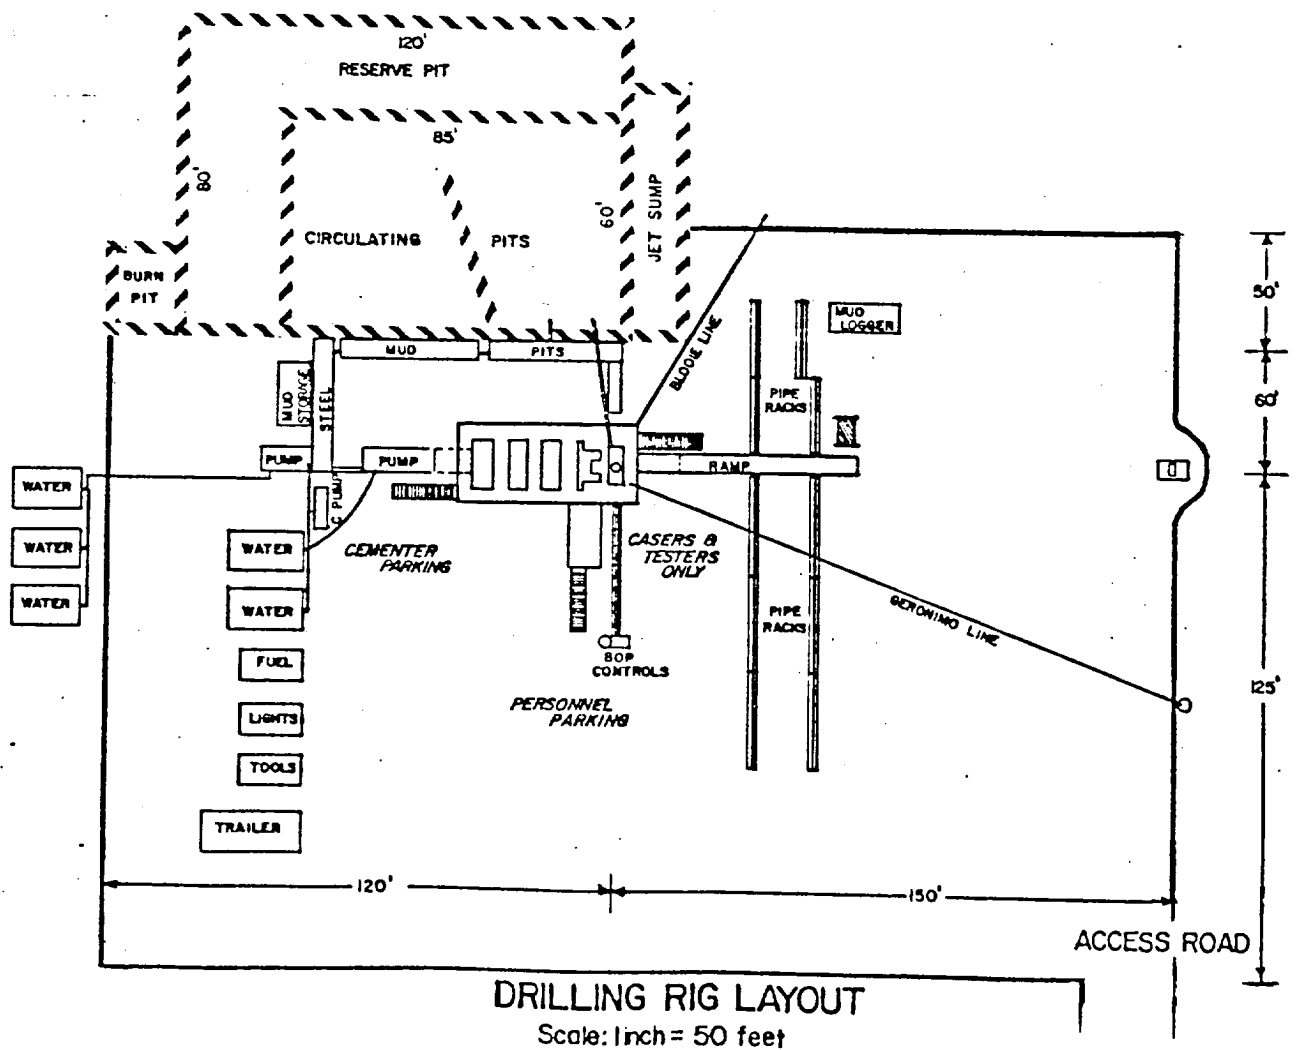 120'
RESERVE PIT
85'
80'
60'
JET SUMP
CIRCULATING PITS
BURN
PIT
50'
MUD
LOGGER
BLOOIE LINE
MUD PITS
MUD
STORAGE
STEEL
PIPE
RACKS
60'
PUMP
PUMP
RAMP
WATER
C PUMP
WATER
WATER
CEMENTER
PARKING
CASERS &
TESTERS
ONLY
WATER
WATER
PIPE
RACKS
GERONIMO LINE
FUEL
BOP
CONTROLS
125'
LIGHTS
PERSONNEL
PARKING
TOOLS
TRAILER
120'
150'
ACCESS ROAD
DRILLING RIG LAYOUT
Scale: 1 inch = 50 feet